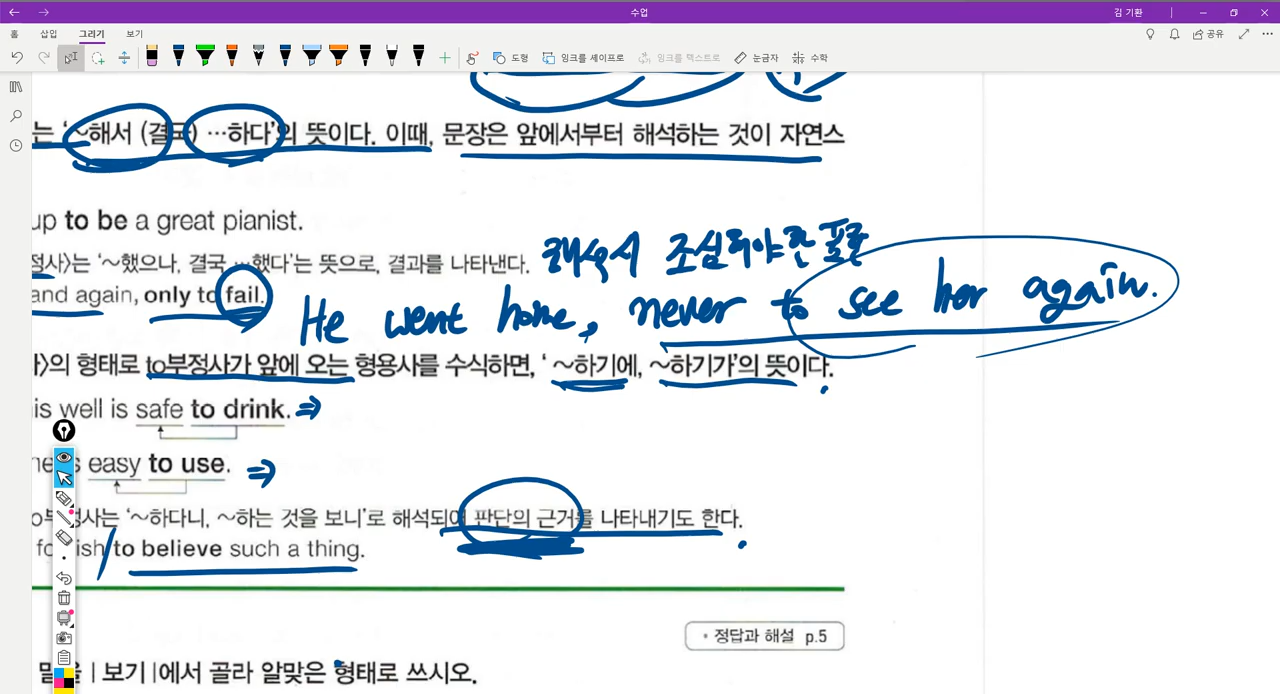 수업
김 기환
홈 삽입 그리기 보기
공유
도형 잉크를 셰이프로 잉크를 텍스트로 눈금자 수학
는 '~해서 (결국) …하다'의 뜻이다. 이때, 문장은 앞에서부터 해석하는 것이 자연스
up to be a great pianist.
정사〉는 '~했으나, 결국 …했다'는 뜻으로, 결과를 나타낸다.
해석시 조심해야 할 표현
and again, only to fail.
He went home, never to see her again.
사〉의 형태로 to부정사가 앞에 오는 형용사를 수식하면, '~하기에, ~하기가'의 뜻이다.
is well is safe to drink. ⇒
easy to use. ⇒
사는 '~하다니, ~하는 것을 보니'로 해석되어 판단의 근거를 나타내기도 한다.
to believe such a thing.
• 정답과 해설 p.5
말을 | 보기 |에서 골라 알맞은 형태로 쓰시오.